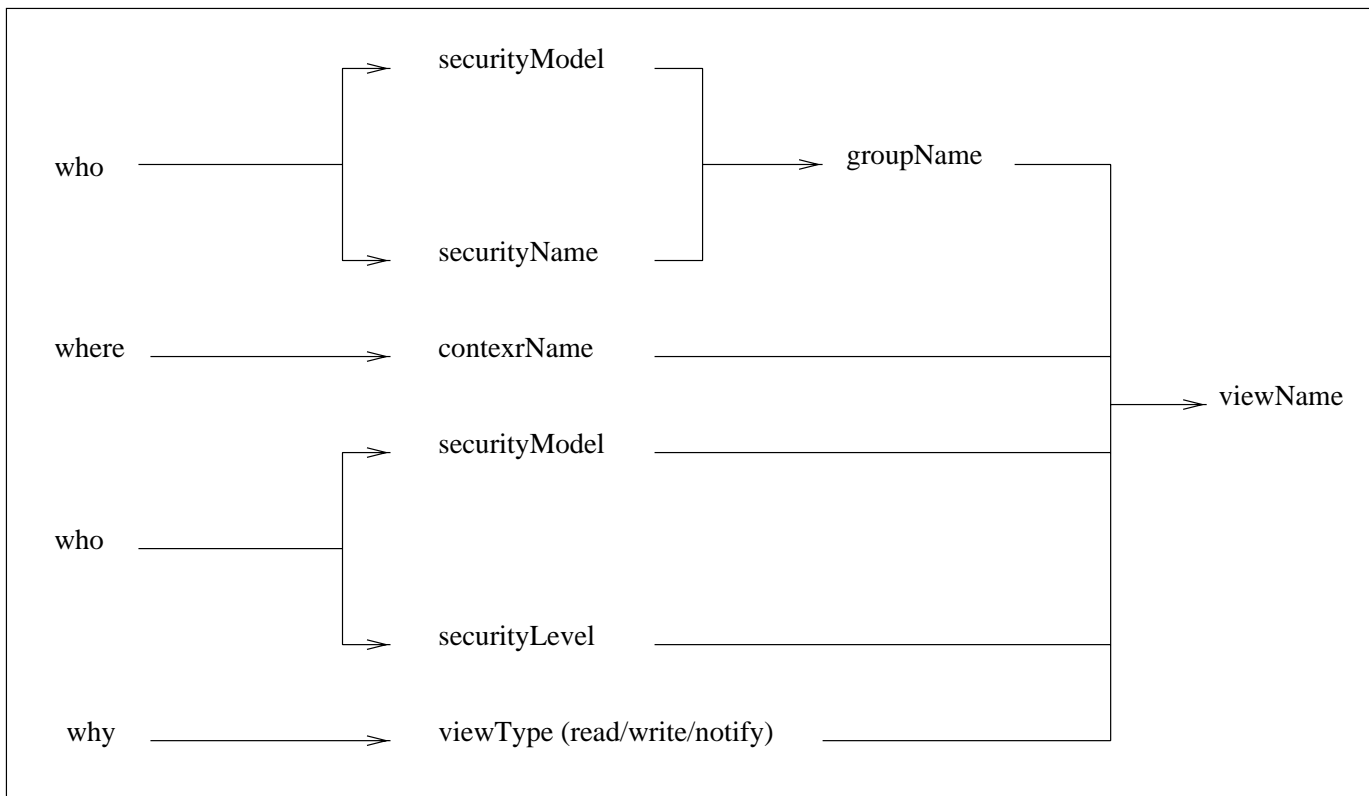 securityModel
who
groupName
securityName
where
contexrName
viewName
securityModel
who
securityLevel
why
viewType (read/write/notify)